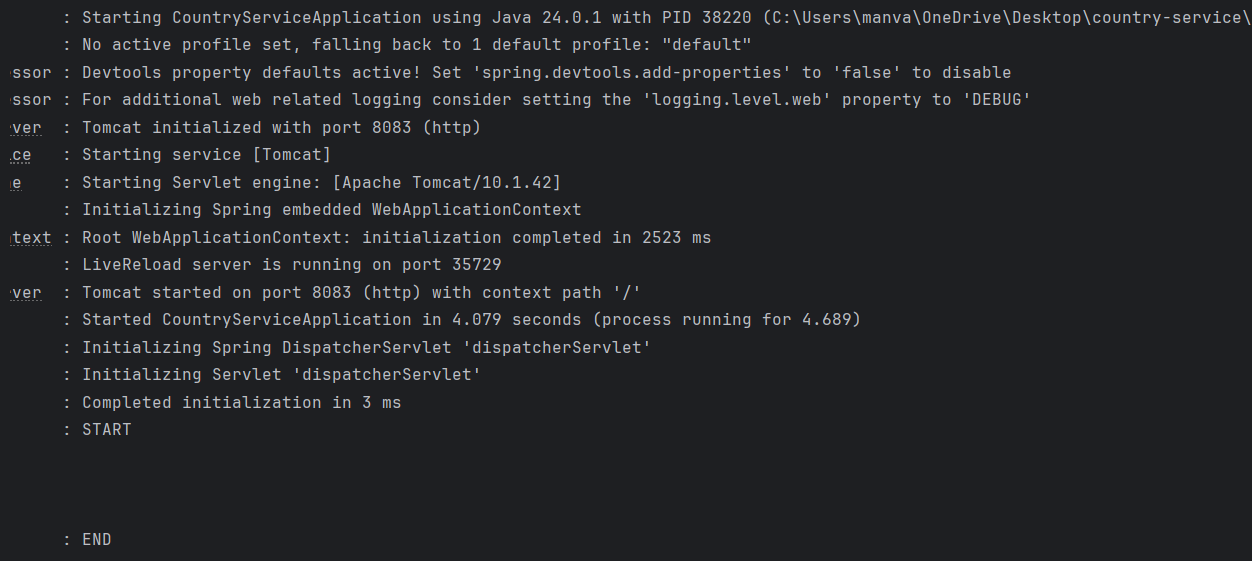 : Starting CountryServiceApplication using Java 24.0.1 with PID 38220 (C:\Users\manva\OneDrive\Desktop\country-service\
: No active profile set, falling back to 1 default profile: "default"
ssor : Devtools property defaults active! Set 'spring.devtools.add-properties' to 'false' to disable
ssor : For additional web related logging consider setting the 'logging.level.web' property to 'DEBUG'
ver : Tomcat initialized with port 8083 (http)
ce : Starting service [Tomcat]
e : Starting Servlet engine: [Apache Tomcat/10.1.42]
: Initializing Spring embedded WebApplicationContext
text : Root WebApplicationContext: initialization completed in 2523 ms
: LiveReload server is running on port 35729
ver : Tomcat started on port 8083 (http) with context path '/'
: Started CountryServiceApplication in 4.079 seconds (process running for 4.689)
: Initializing Spring DispatcherServlet 'dispatcherServlet'
: Initializing Servlet 'dispatcherServlet'
: Completed initialization in 3 ms
: START
: END